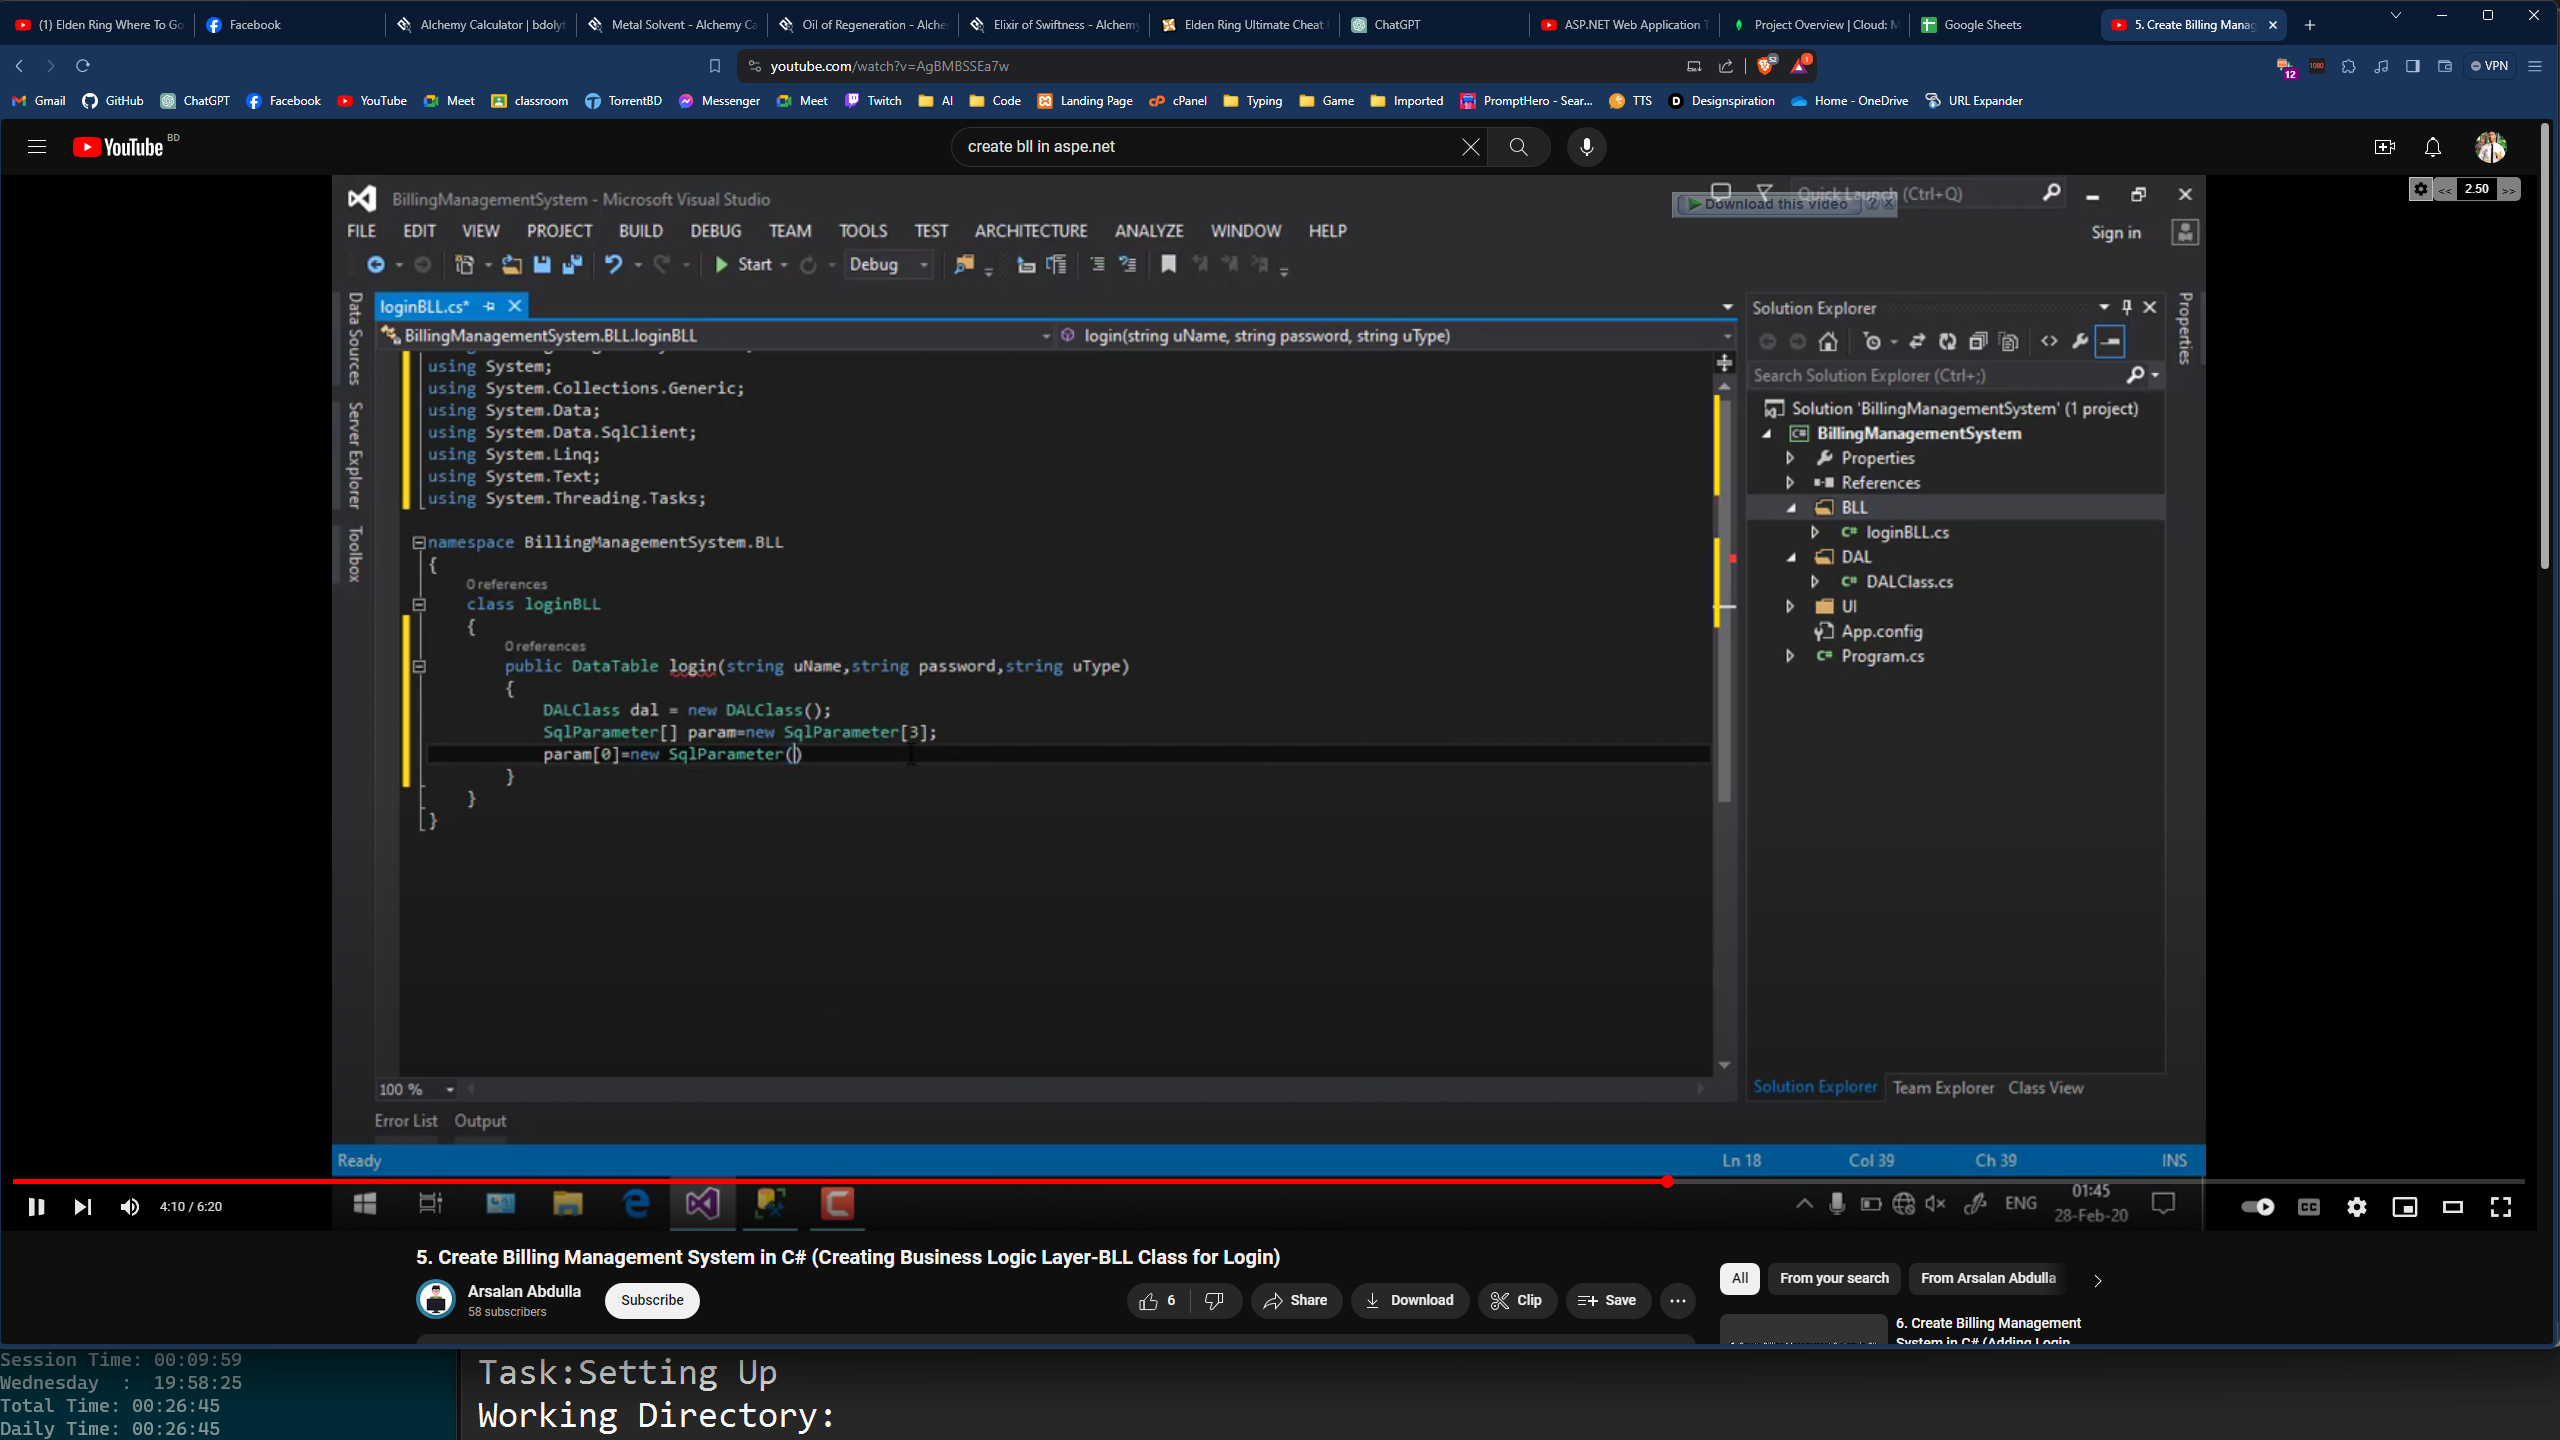 (1) Elden Ring Where To Go
Facebook
Alchemy Calculator | bdolyt
Metal Solvent - Alchemy Ca
Oil of Regeneration - Alche
Elixir of Swiftness - Alchemy
Elden Ring Ultimate Cheat
ChatGPT
ASP.NET Web Application T
Project Overview | Cloud: M
Google Sheets
5. Create Billing Manag
youtube.com/watch?v=AgBMBSSEa7w
52
1
12
1080
VPN
Gmail
GitHub
ChatGPT
Facebook
YouTube
Meet
classroom
TorrentBD
Messenger
Meet
Twitch
AI
Code
Landing Page
cPanel
Typing
Game
Imported
PromptHero - Sear...
TTS
Designspiration
Home - OneDrive
URL Expander
YouTube BD
create bll in aspe.net
BillingManagementSystem - Microsoft Visual Studio
Quick Launch (Ctrl+Q)
Download this video
<< 2.50 >>
FILE EDIT VIEW PROJECT BUILD DEBUG TEAM TOOLS TEST ARCHITECTURE ANALYZE WINDOW HELP
Sign in
Start
Debug
Data Sources
Server Explorer
Toolbox
loginBLL.cs*
BillingManagementSystem.BLL.loginBLL
login(string uName, string password, string uType)
using System;
using System.Collections.Generic;
using System.Data;
using System.Data.SqlClient;
using System.Linq;
using System.Text;
using System.Threading.Tasks;
namespace BillingManagementSystem.BLL
{
0 references
class loginBLL
{
0 references
public DataTable login(string uName,string password,string uType)
{
DALClass dal = new DALClass();
SqlParameter[] param=new SqlParameter[3];
param[0]=new SqlParameter()
}
}
}
100 %
Error List Output
Solution Explorer
Properties
Search Solution Explorer (Ctrl+;)
Solution 'BillingManagementSystem' (1 project)
BillingManagementSystem
Properties
References
BLL
loginBLL.cs
DAL
DALClass.cs
UI
App.config
Program.cs
Solution Explorer Team Explorer Class View
Ready
Ln 18 Col 39 Ch 39 INS
4:10 / 6:20
ENG
01:45
28-Feb-20
5. Create Billing Management System in C# (Creating Business Logic Layer-BLL Class for Login)
Arsalan Abdulla
58 subscribers
Subscribe
6
Share
Download
Clip
Save
All
From your search
From Arsalan Abdulla
6. Create Billing Management
System in C# (Adding Login
Session Time: 00:09:59
Wednesday : 19:58:25
Total Time: 00:26:45
Daily Time: 00:26:45
Task:Setting Up
Working Directory: